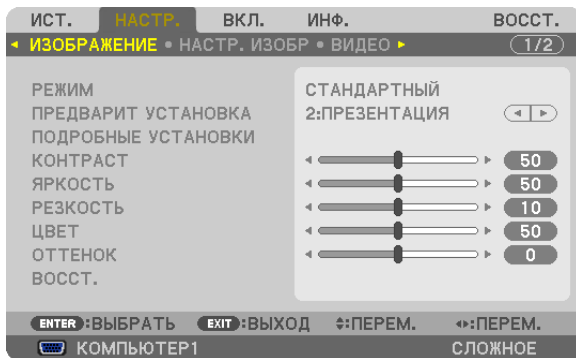 ИСТ. НАСТР. ВКЛ. ИНФ. ВОССТ.
ИЗОБРАЖЕНИЕ • НАСТР. ИЗОБР • ВИДЕО 1/2
РЕЖИМ СТАНДАРТНЫЙ
ПРЕДВАРИТ УСТАНОВКА 2:ПРЕЗЕНТАЦИЯ
ПОДРОБНЫЕ УСТАНОВКИ
КОНТРАСТ 50
ЯРКОСТЬ 50
РЕЗКОСТЬ 10
ЦВЕТ 50
ОТТЕНОК 0
ВОССТ.
ENTER:ВЫБРАТЬ EXIT:ВЫХОД :ПЕРЕМ. :ПЕРЕМ.
КОМПЬЮТЕР1 СЛОЖНОЕ